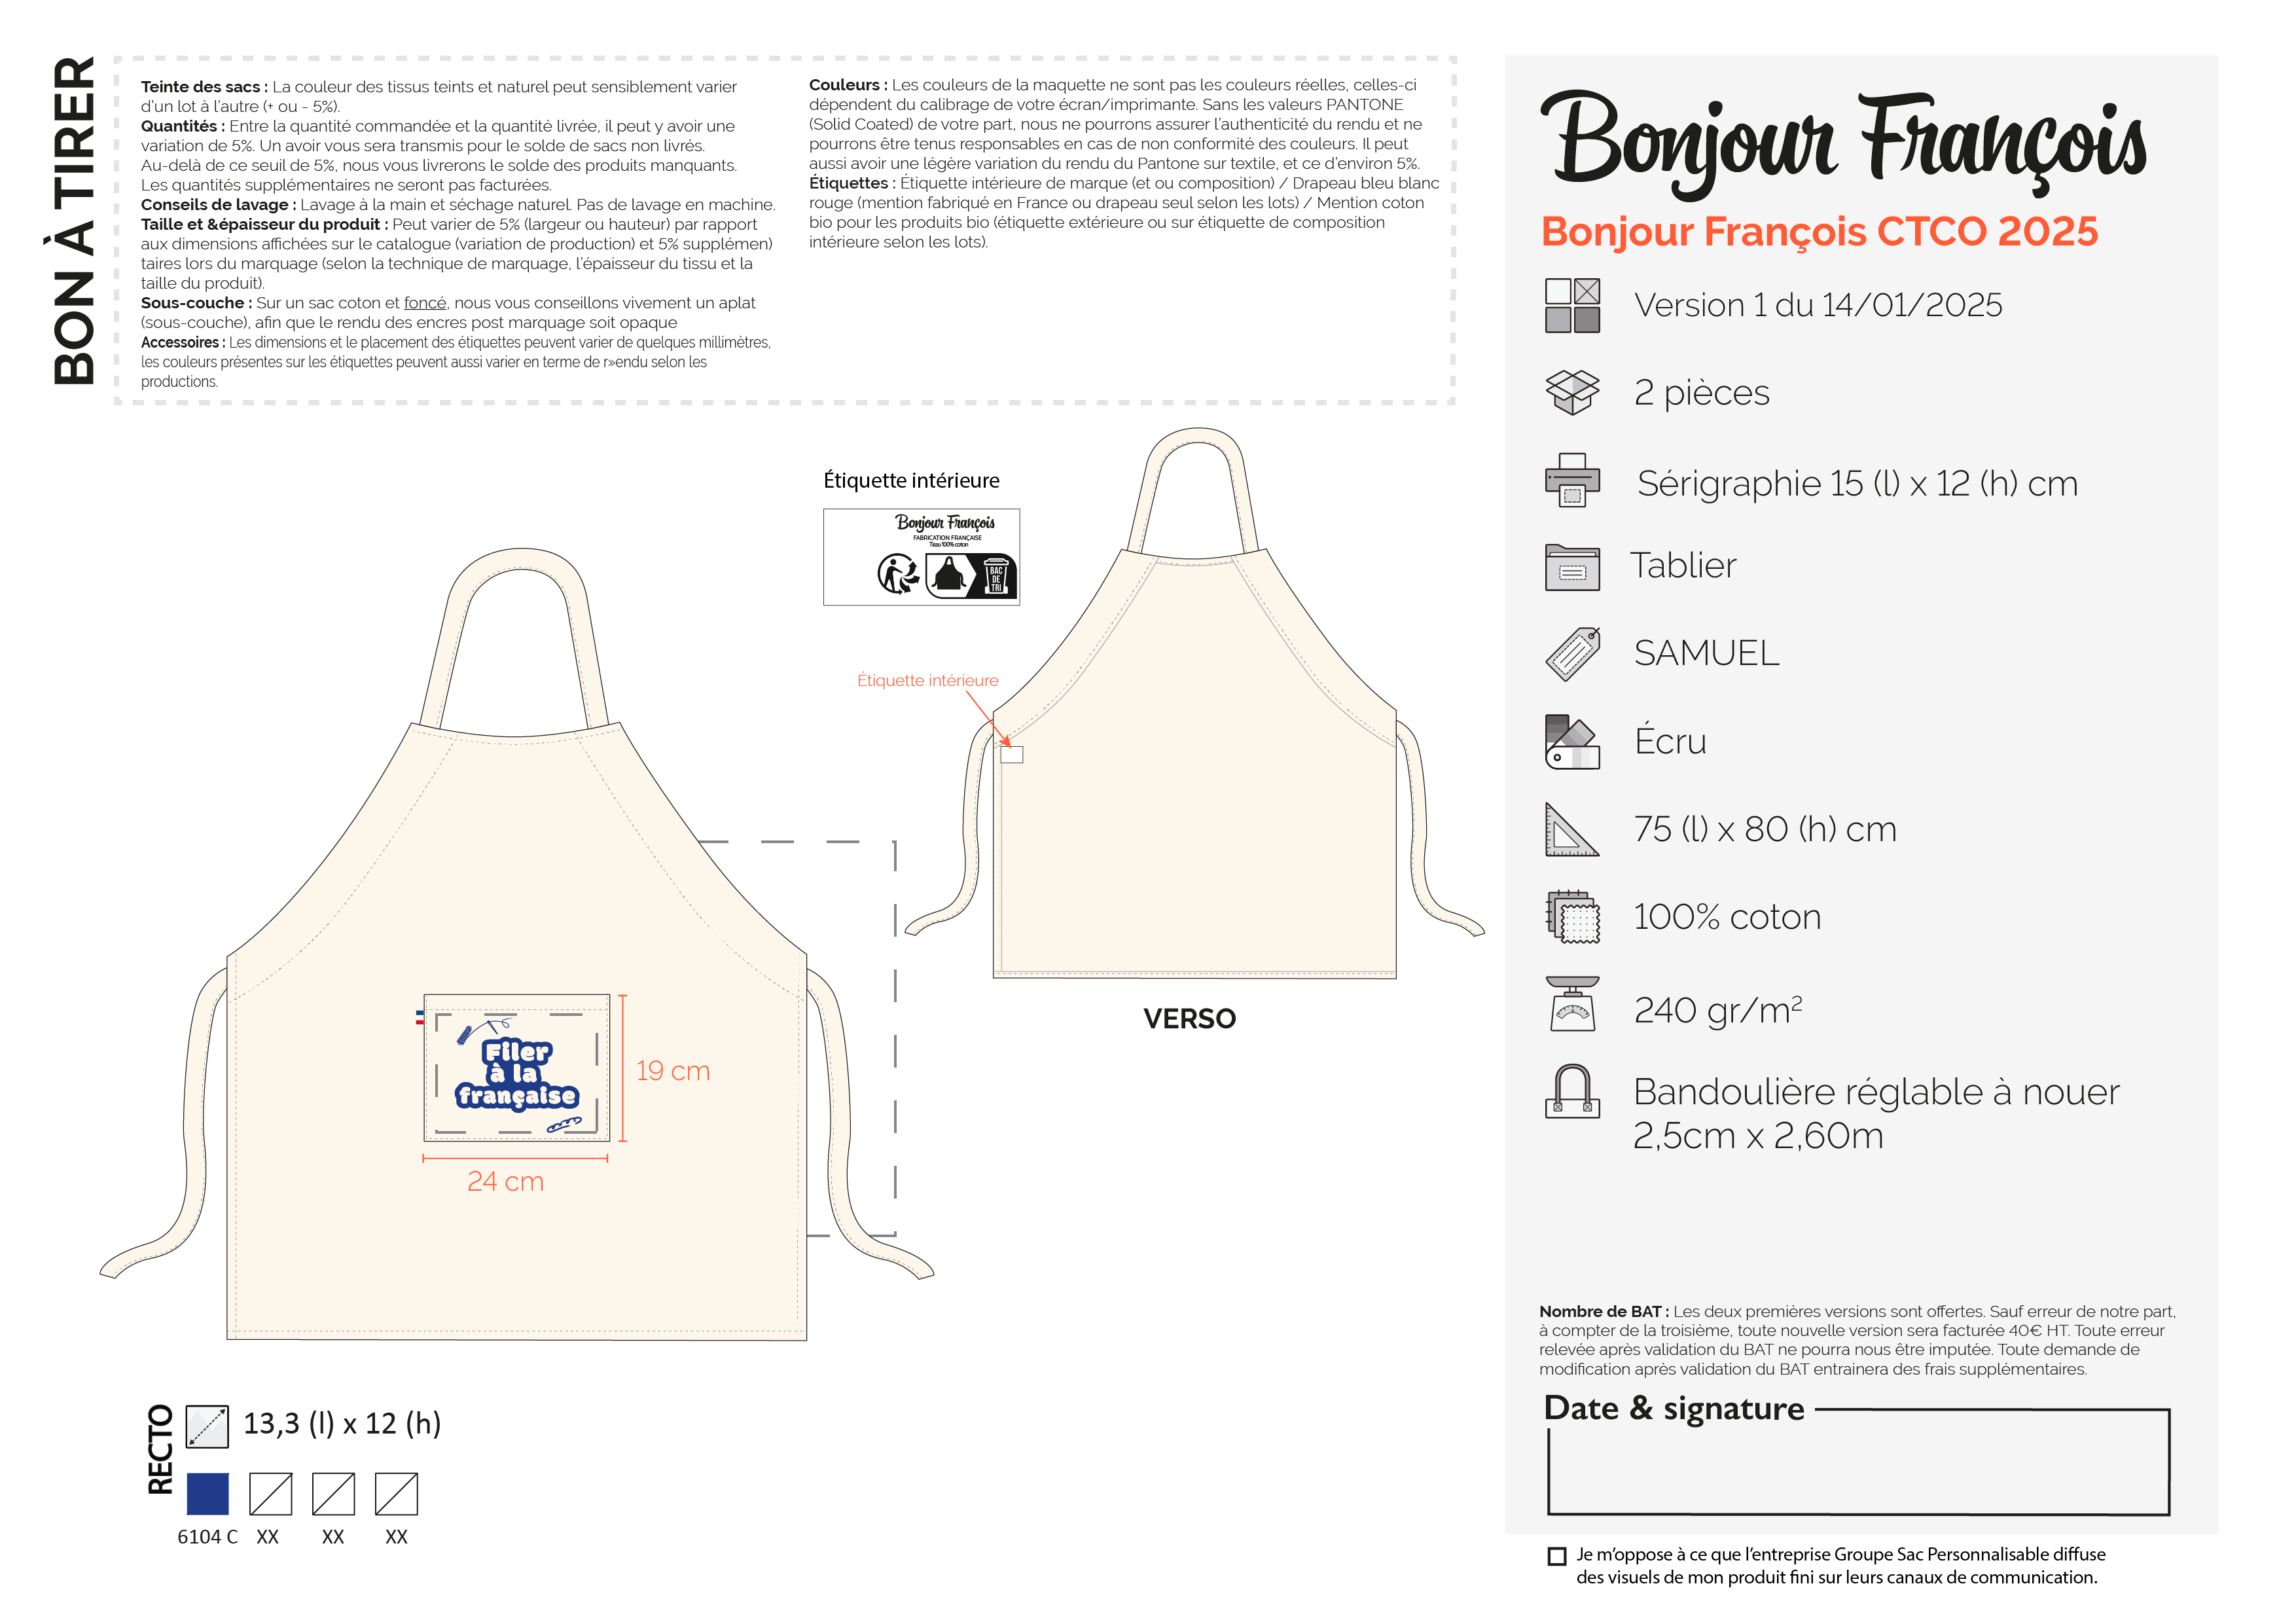 BON À TIRER
Teinte des sacs : La couleur des tissus teints et naturel peut sensiblement varier
d'un lot à l'autre (+ ou - 5%).
Quantités : Entre la quantité commandée et la quantité livrée, il peut y avoir une
variation de 5%. Un avoir vous sera transmis pour le solde de sacs non livrés.
Au-delà de ce seuil de 5%, nous vous livrerons le solde des produits manquants.
Les quantités supplémentaires ne seront pas facturées.
Conseils de lavage : Lavage à la main et séchage naturel. Pas de lavage en machine.
Taille et &épaisseur du produit : Peut varier de 5% (largeur ou hauteur) par rapport
aux dimensions affichées sur le catalogue (variation de production) et 5% supplémen)
taires lors du marquage (selon la technique de marquage, l'épaisseur du tissu et la
taille du produit).
Sous-couche : Sur un sac coton et foncé, nous vous conseillons vivement un aplat
(sous-couche), afin que le rendu des encres post marquage soit opaque
Accessoires : Les dimensions et le placement des étiquettes peuvent varier de quelques millimètres,
les couleurs présentes sur les étiquettes peuvent aussi varier en terme de r»endu selon les
productions.
Couleurs : Les couleurs de la maquette ne sont pas les couleurs réelles, celles-ci
dépendent du calibrage de votre écran/imprimante. Sans les valeurs PANTONE
(Solid Coated) de votre part, nous ne pourrons assurer l'authenticité du rendu et ne
pourrons être tenus responsables en cas de non conformité des couleurs. Il peut
aussi avoir une légère variation du rendu du Pantone sur textile, et ce d'environ 5%.
Étiquettes : Étiquette intérieure de marque (et ou composition) / Drapeau bleu blanc
rouge (mention fabriqué en France ou drapeau seul selon les lots) / Mention coton
bio pour les produits bio (étiquette extérieure ou sur étiquette de composition
intérieure selon les lots).
Étiquette intérieure
Bonjour François
FABRICATION FRANÇAISE
Tissu 100% coton
BAC
DE
TRI
Étiquette intérieure
VERSO
Filer
à la
française
19 cm
24 cm
RECTO
13,3 (l) x 12 (h)
6104 C XX XX XX
Bonjour François
Bonjour François CTCO 2025
Version 1 du 14/01/2025
2 pièces
Sérigraphie 15 (l) x 12 (h) cm
Tablier
SAMUEL
Écru
75 (l) x 80 (h) cm
100% coton
240 gr/m²
Bandoulière réglable à nouer
2,5cm x 2,60m
Nombre de BAT : Les deux premières versions sont offertes. Sauf erreur de notre part,
à compter de la troisième, toute nouvelle version sera facturée 40€ HT. Toute erreur
relevée après validation du BAT ne pourra nous être imputée. Toute demande de
modification après validation du BAT entrainera des frais supplémentaires.
Date & signature
Je m'oppose à ce que l'entreprise Groupe Sac Personnalisable diffuse
des visuels de mon produit fini sur leurs canaux de communication.